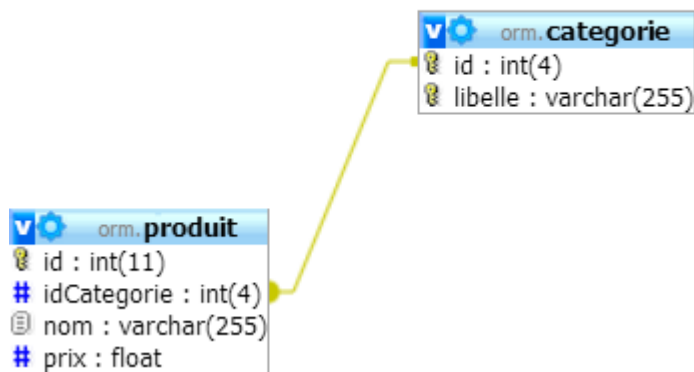 v orm.categorie
id : int(4)
libelle : varchar(255)
v orm.produit
id : int(11)
# idCategorie : int(4)
nom : varchar(255)
# prix : float